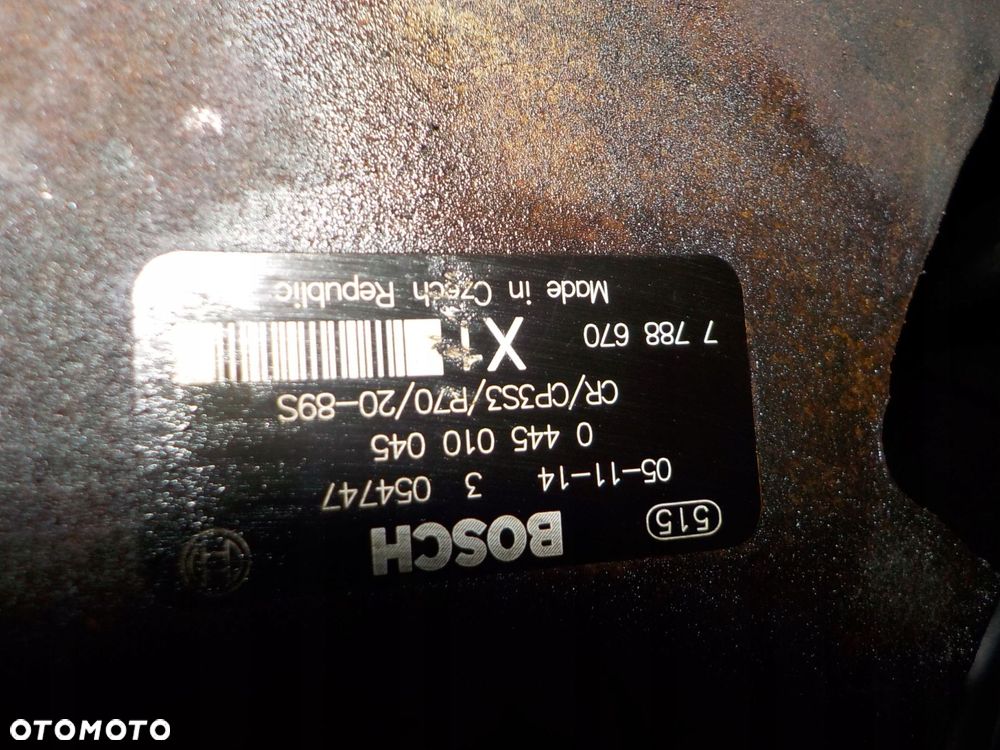 515 BOSCH
05-11-14 3 054747
0 445 010 045
CR/CP3S3/R70/20-89S
7 788 670 X1
Made in Czech Republic
OTOMOTO